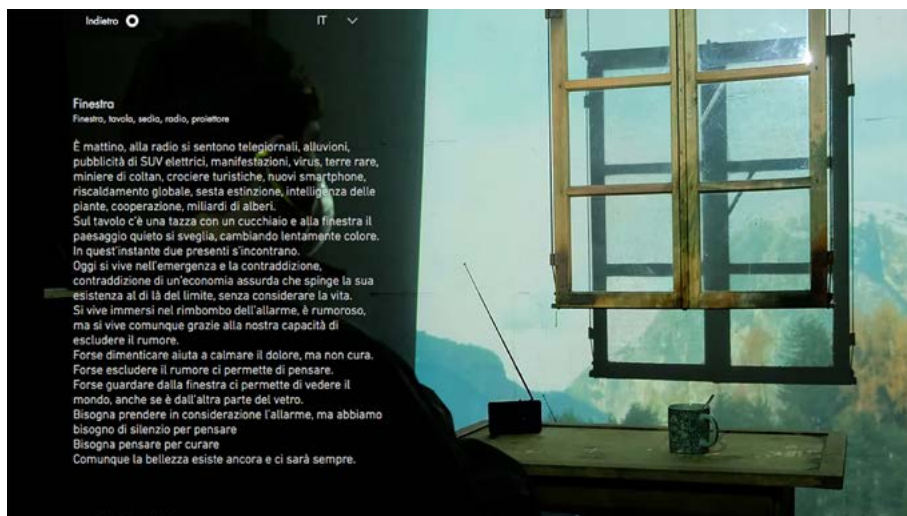 Indietro
IT
Finestra
Finestra, tavolo, sedia, radio, proiettore
È mattino, alla radio si sentono telegiornali, alluvioni,
pubblicità di SUV elettrici, manifestazioni, virus, terre rare,
miniere di coltan, crociere turistiche, nuovi smartphone,
riscaldamento globale, sesta estinzione, intelligenza delle
piante, cooperazione, miliardi di alberi.
Sul tavolo c'è una tazza con un cucchiaio e alla finestra il
paesaggio quieto si sveglia, cambiando lentamente colore.
In quest'instante due presenti s'incontrano.
Oggi si vive nell'emergenza e la contraddizione,
contraddizione di un'economia assurda che spinge la sua
esistenza al di là del limite, senza considerare la vita.
Si vive immersi nel rimbombo dell'allarme, è rumoroso,
ma si vive comunque grazie alla nostra capacità di
escludere il rumore.
Forse dimenticare aiuta a calmare il dolore, ma non cura.
Forse escludere il rumore ci permette di pensare.
Forse guardare dalla finestra ci permette di vedere il
mondo, anche se è dall'altra parte del vetro.
Bisogna prendere in considerazione l'allarme, ma abbiamo
bisogno di silenzio per pensare
Bisogna pensare per curare
Comunque la bellezza esiste ancora e ci sarà sempre.